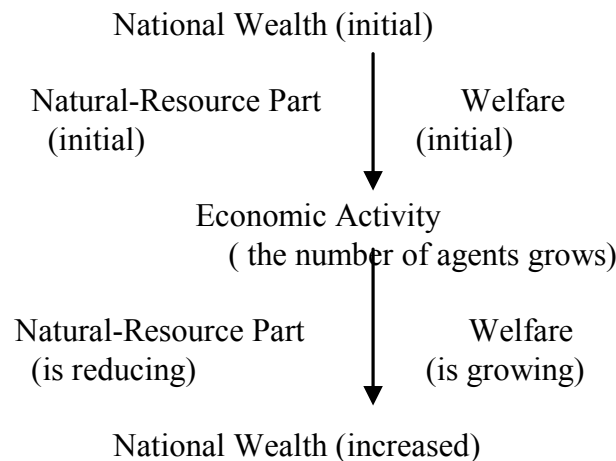 National Wealth (initial)
Natural-Resource Part Welfare
(initial) (initial)
Economic Activity
( the number of agents grows)
Natural-Resource Part Welfare
(is reducing) (is growing)
National Wealth (increased)